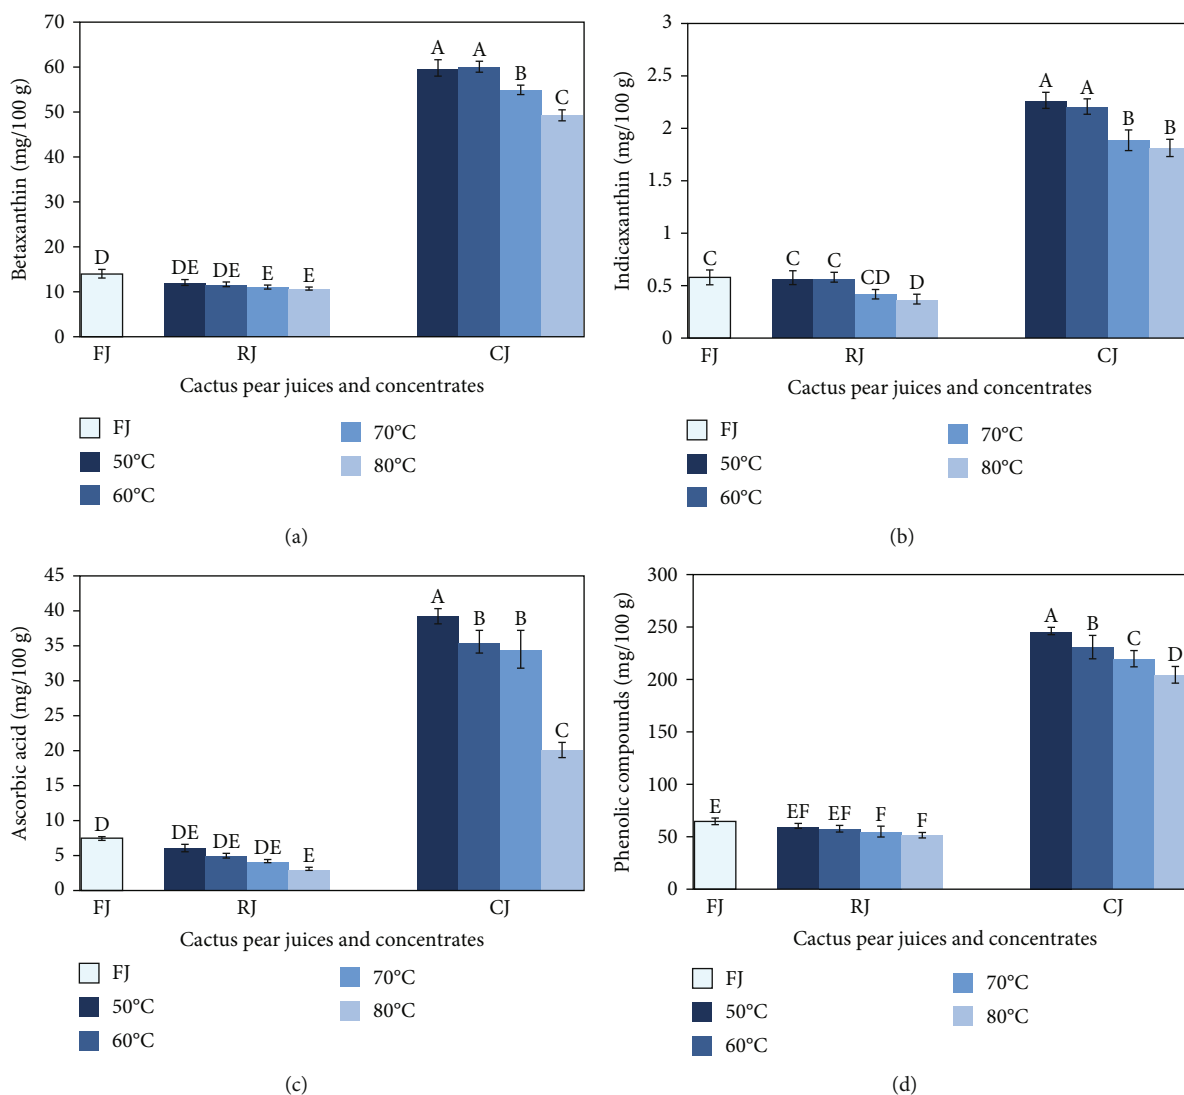 Betaxanthin (mg/100 g)
70
60
50
40
30
20
10
0
A
A
B
C
D
DE
DE
E
E
FJ
RJ
CJ
Cactus pear juices and concentrates
FJ
50°C
60°C
70°C
80°C
(a)
Indicaxanthin (mg/100 g)
3
2.5
2
1.5
1
0.5
0
A
A
B
B
C
C
C
CD
D
FJ
RJ
CJ
Cactus pear juices and concentrates
FJ
50°C
60°C
70°C
80°C
(b)
Ascorbic acid (mg/100 g)
45
40
35
30
25
20
15
10
5
0
A
B
B
C
D
DE
DE
DE
E
FJ
RJ
CJ
Cactus pear juices and concentrates
FJ
50°C
60°C
70°C
80°C
(c)
Phenolic compounds (mg/100 g)
300
250
200
150
100
50
0
A
B
C
D
E
EF
EF
F
F
FJ
RJ
CJ
Cactus pear juices and concentrates
FJ
50°C
60°C
70°C
80°C
(d)